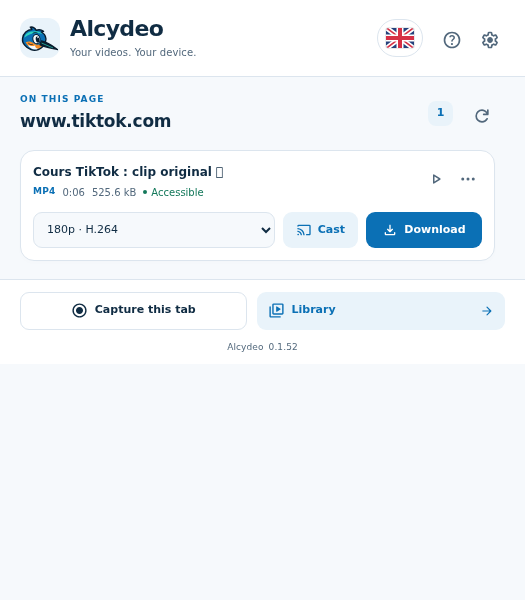 Alcydeo
Your videos. Your device.
ON THIS PAGE
www.tiktok.com
1
Cours TikTok : clip original
MP4 0:06 525.6 kB • Accessible
180p · H.264
Cast
Download
Capture this tab
Library
Alcydeo 0.1.52